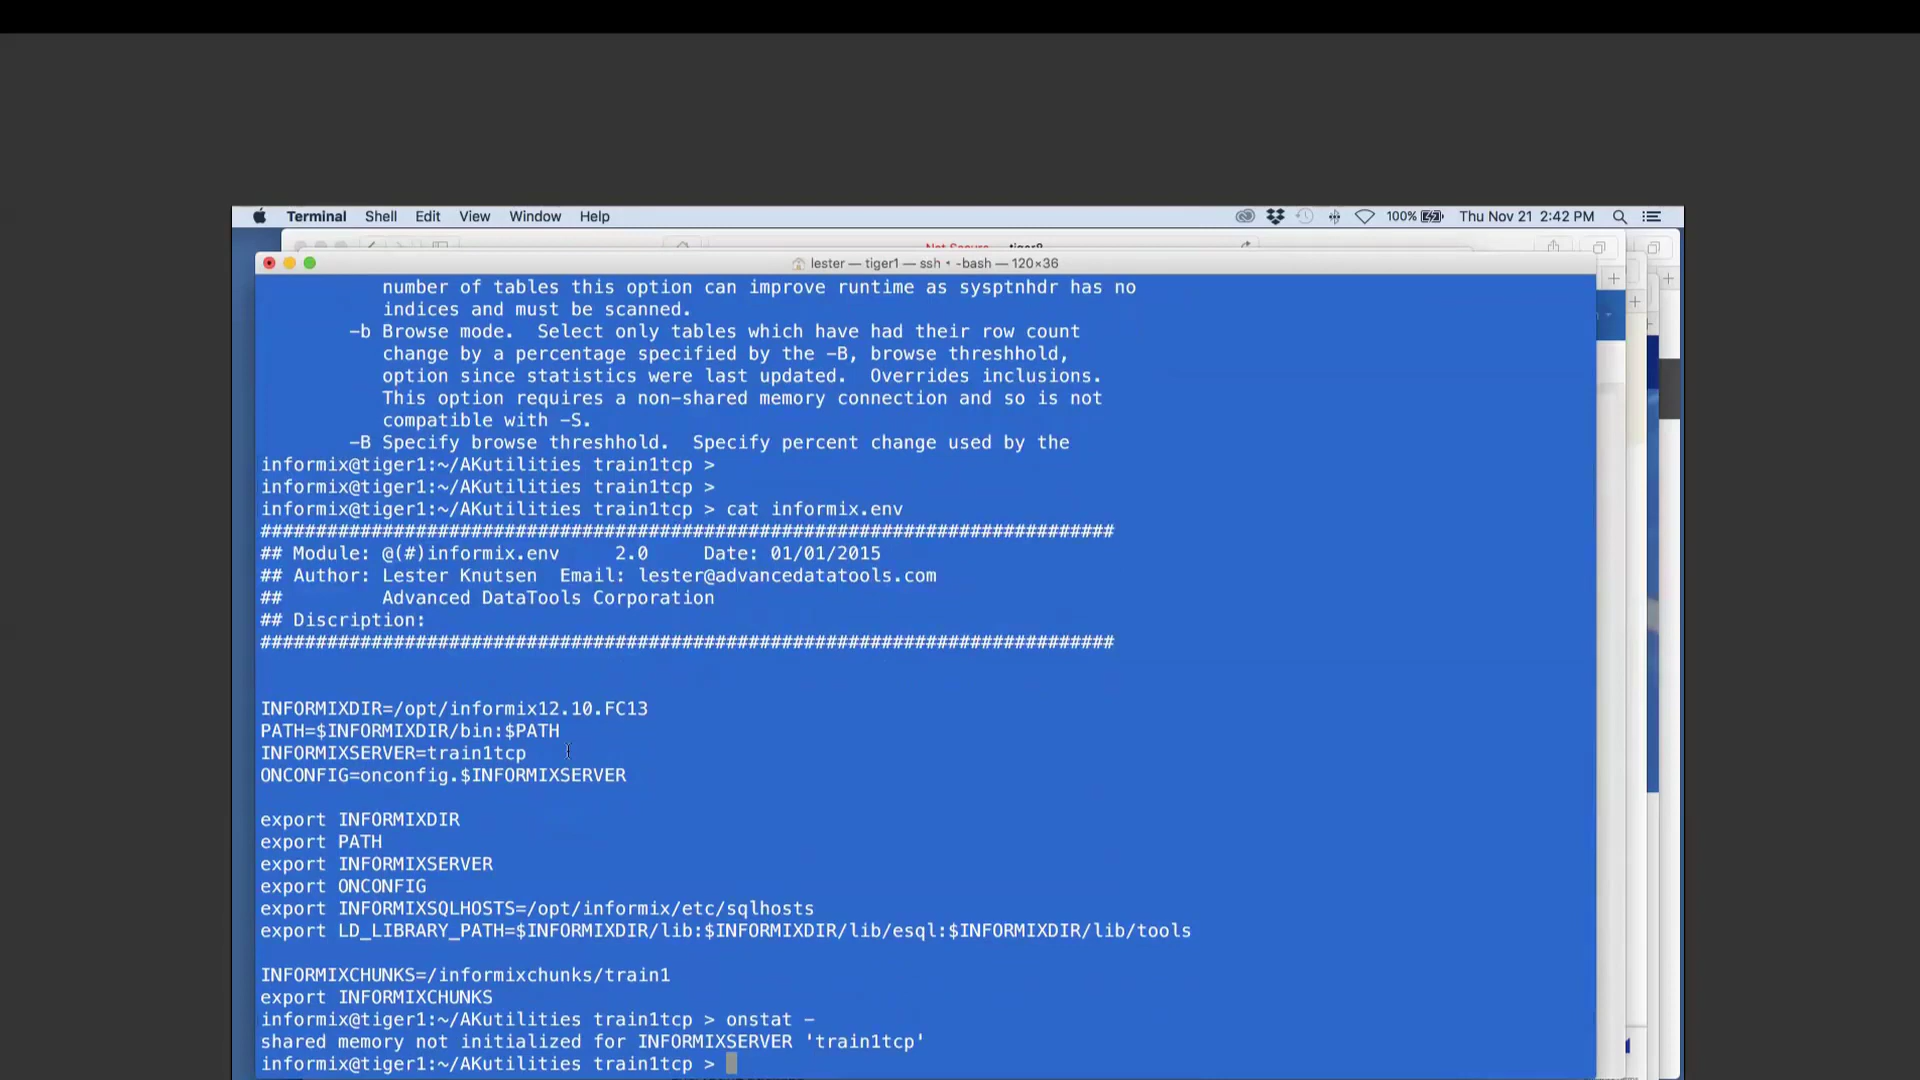 Terminal Shell Edit View Window Help
100% Thu Nov 21 2:42 PM
lester — tiger1 — ssh • -bash — 120×36
number of tables this option can improve runtime as sysptnhdr has no
indices and must be scanned.
-b Browse mode.  Select only tables which have had their row count
change by a percentage specified by the -B, browse threshhold,
option since statistics were last updated.  Overrides inclusions.
This option requires a non-shared memory connection and so is not
compatible with -S.
-B Specify browse threshhold.  Specify percent change used by the
informix@tiger1:~/AKutilities train1tcp >
informix@tiger1:~/AKutilities train1tcp >
informix@tiger1:~/AKutilities train1tcp > cat informix.env
#############################################################################
## Module: @(#)informix.env     2.0     Date: 01/01/2015
## Author: Lester Knutsen  Email: lester@advancedatatools.com
##         Advanced DataTools Corporation
## Discription:
#############################################################################
INFORMIXDIR=/opt/informix12.10.FC13
PATH=$INFORMIXDIR/bin:$PATH
INFORMIXSERVER=train1tcp
ONCONFIG=onconfig.$INFORMIXSERVER
export INFORMIXDIR
export PATH
export INFORMIXSERVER
export ONCONFIG
export INFORMIXSQLHOSTS=/opt/informix/etc/sqlhosts
export LD_LIBRARY_PATH=$INFORMIXDIR/lib:$INFORMIXDIR/lib/esql:$INFORMIXDIR/lib/tools
INFORMIXCHUNKS=/informixchunks/train1
export INFORMIXCHUNKS
informix@tiger1:~/AKutilities train1tcp > onstat -
shared memory not initialized for INFORMIXSERVER 'train1tcp'
informix@tiger1:~/AKutilities train1tcp >